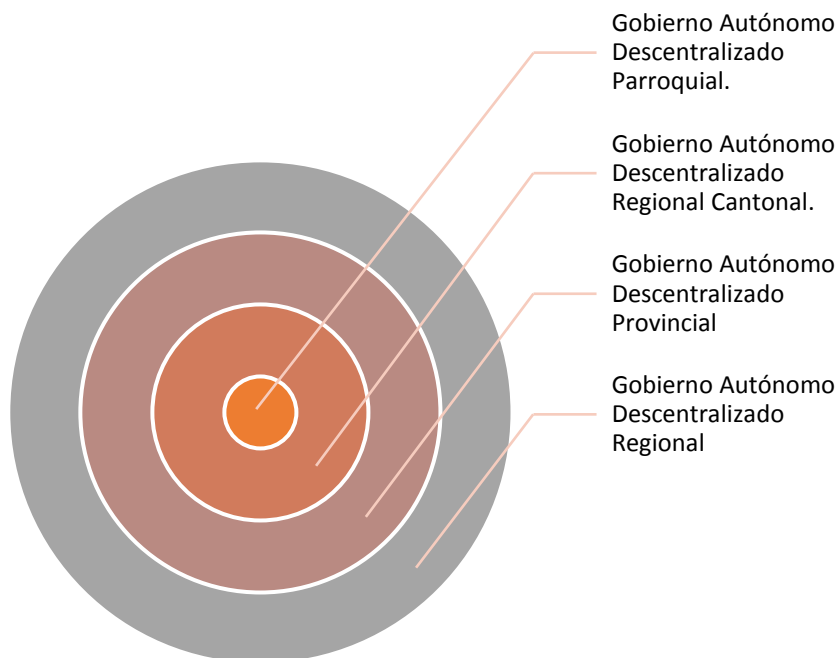 Gobierno Autónomo
Descentralizado
Parroquial.
Gobierno Autónomo
Descentralizado
Regional Cantonal.
Gobierno Autónomo
Descentralizado
Provincial
Gobierno Autónomo
Descentralizado
Regional